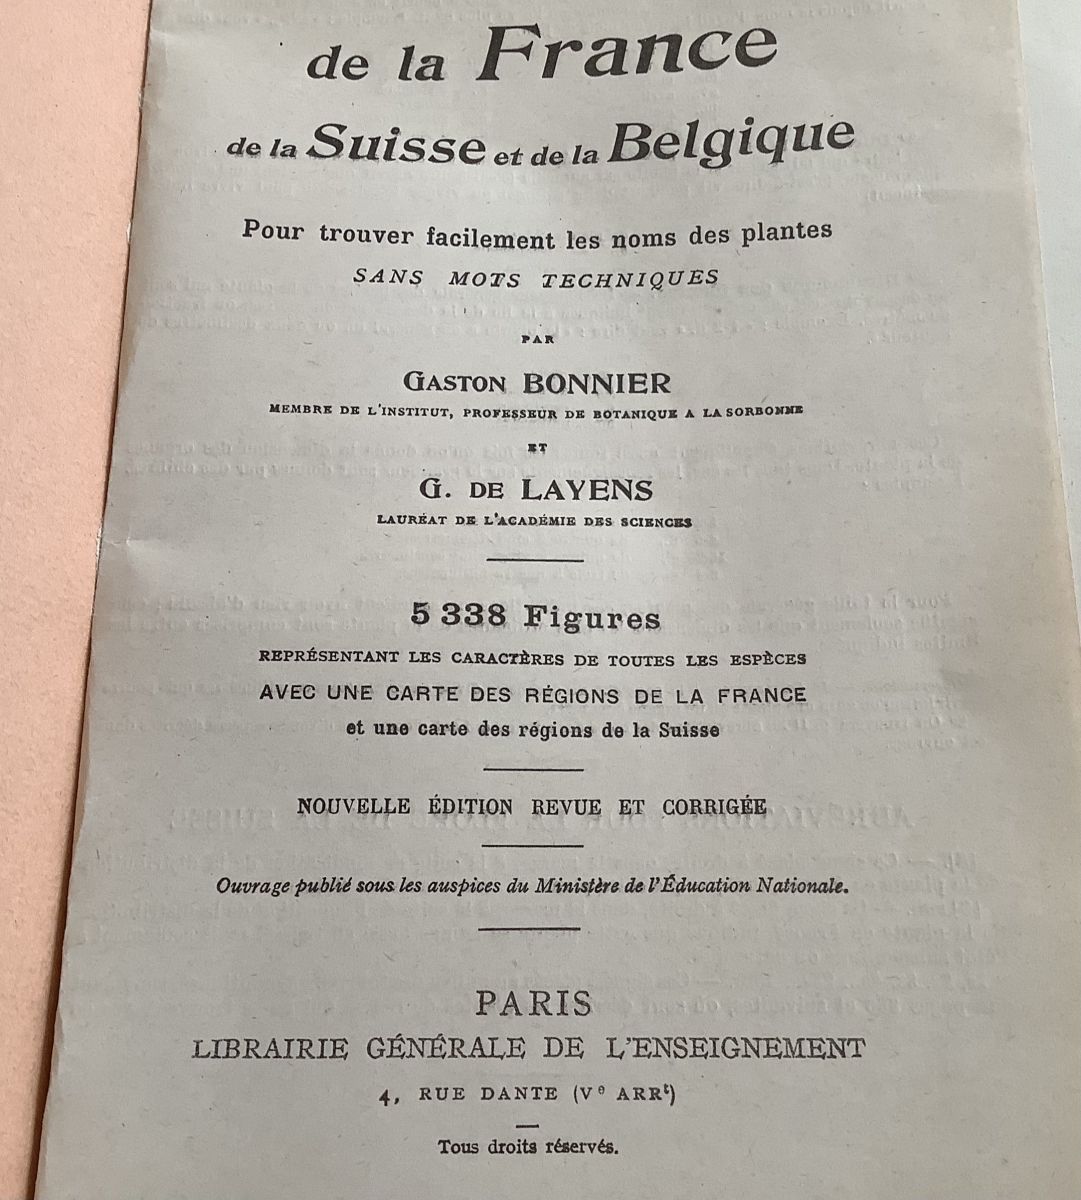 de la France
de la Suisse et de la Belgique
Pour trouver facilement les noms des plantes
SANS MOTS TECHNIQUES
PAR
GASTON BONNIER
MEMBRE DE L'INSTITUT, PROFESSEUR DE BOTANIQUE A LA SORBONNE
ET
G. DE LAYENS
LAURÉAT DE L'ACADÉMIE DES SCIENCES
5 338 Figures
REPRÉSENTANT LES CARACTÈRES DE TOUTES LES ESPÈCES
AVEC UNE CARTE DES RÉGIONS DE LA FRANCE
et une carte des régions de la Suisse
NOUVELLE ÉDITION REVUE ET CORRIGÉE
Ouvrage publié sous les auspices du Ministère de l'Éducation Nationale.
PARIS
LIBRAIRIE GÉNÉRALE DE L'ENSEIGNEMENT
4, RUE DANTE (Vᵉ ARRᵗ)
Tous droits réservés.